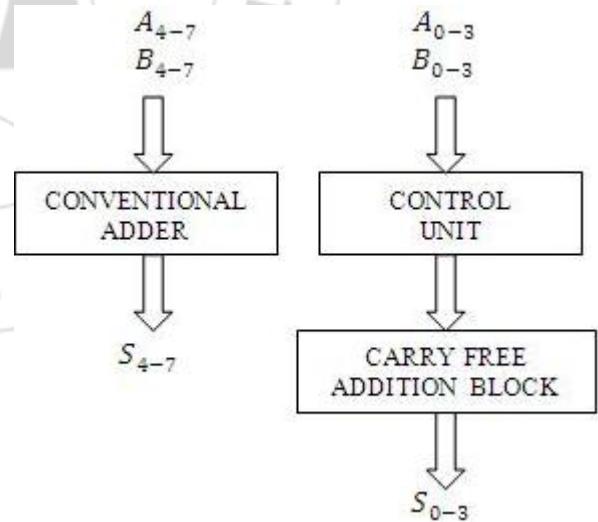 A₄₋₇
B₄₋₇
CONVENTIONAL
ADDER
S₄₋₇
A₀₋₃
B₀₋₃
CONTROL
UNIT
CARRY FREE
ADDITION BLOCK
S₀₋₃